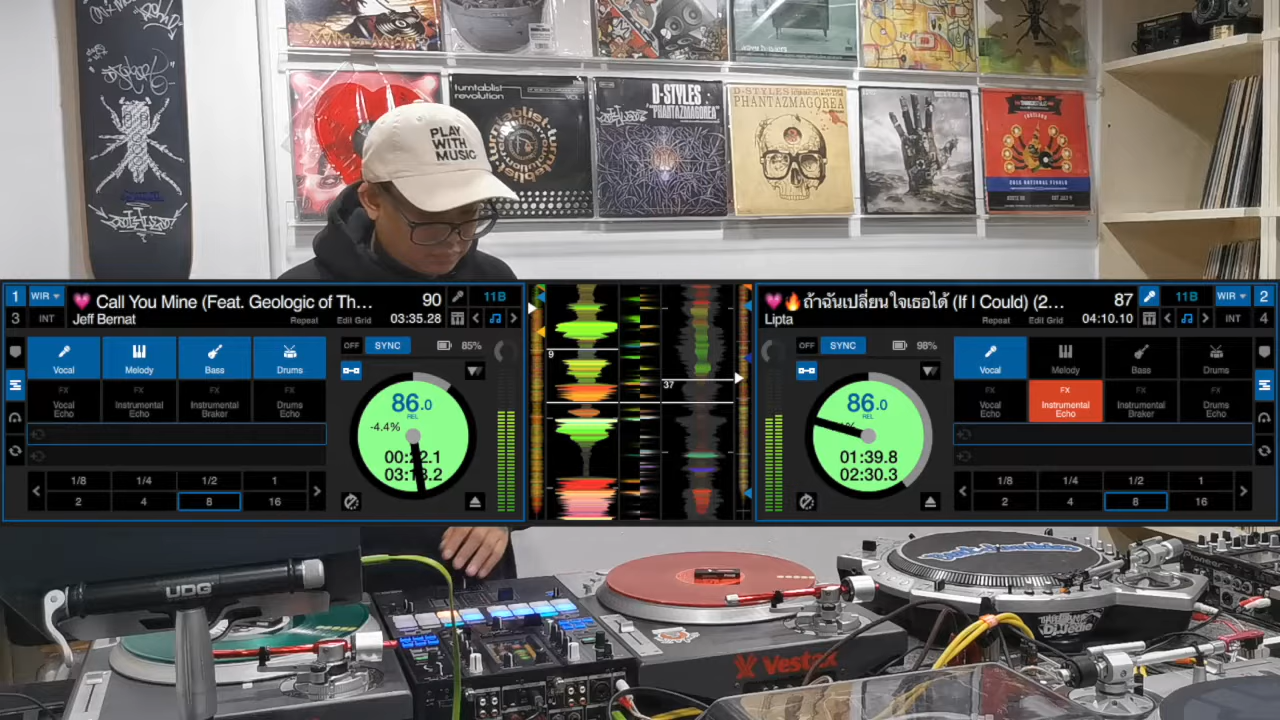 turntablist
revolution
D-STYLES
"PHANTAZMAGOREA"
D-STYLES
PHANTAZMAGOREA
PLAY
WITH
MUSIC
1
WIR
💗 Call You Mine (Feat. Geologic of Th...
90
11B
3
INT
Jeff Bernat
Repeat
Edit Grid
03:35.28
OFF
SYNC
85%
Vocal
Melody
Bass
Drums
FX
Vocal
Echo
FX
Instrumental
Echo
FX
Instrumental
Braker
FX
Drums
Echo
86.0
REL
-4.4%
1/8
1/4
1/2
1
2
4
8
16
9
37
💗🔥ถ้าฉันเปลี่ยนใจเธอได้ (If I Could) (2...
87
11B
WIR
2
Lipta
Repeat
Edit Grid
04:10.10
INT
4
OFF
SYNC
98%
86.0
REL
01:39.8
02:30.3
Vocal
Melody
Bass
Drums
FX
Vocal
Echo
FX
Instrumental
Echo
FX
Instrumental
Braker
FX
Drums
Echo
1/8
1/4
1/2
1
2
4
8
16
UDG
Vestax